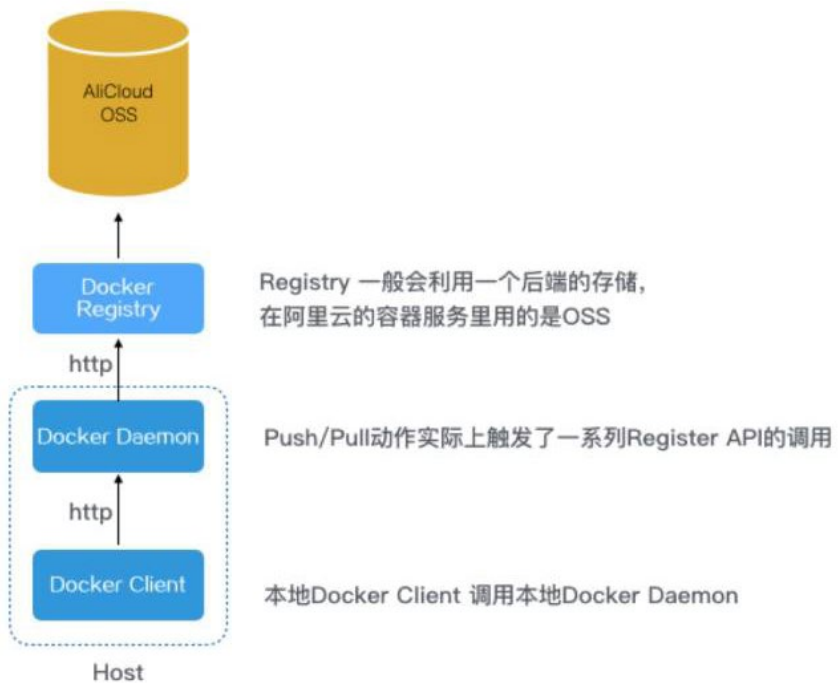 AliCloud
OSS
Docker
Registry
Registry 一般会利用一个后端的存储，
在阿里云的容器服务里用的是OSS
http
Docker Daemon
Push/Pull动作实际上触发了一系列Register API的调用
http
Docker Client
本地Docker Client 调用本地Docker Daemon
Host